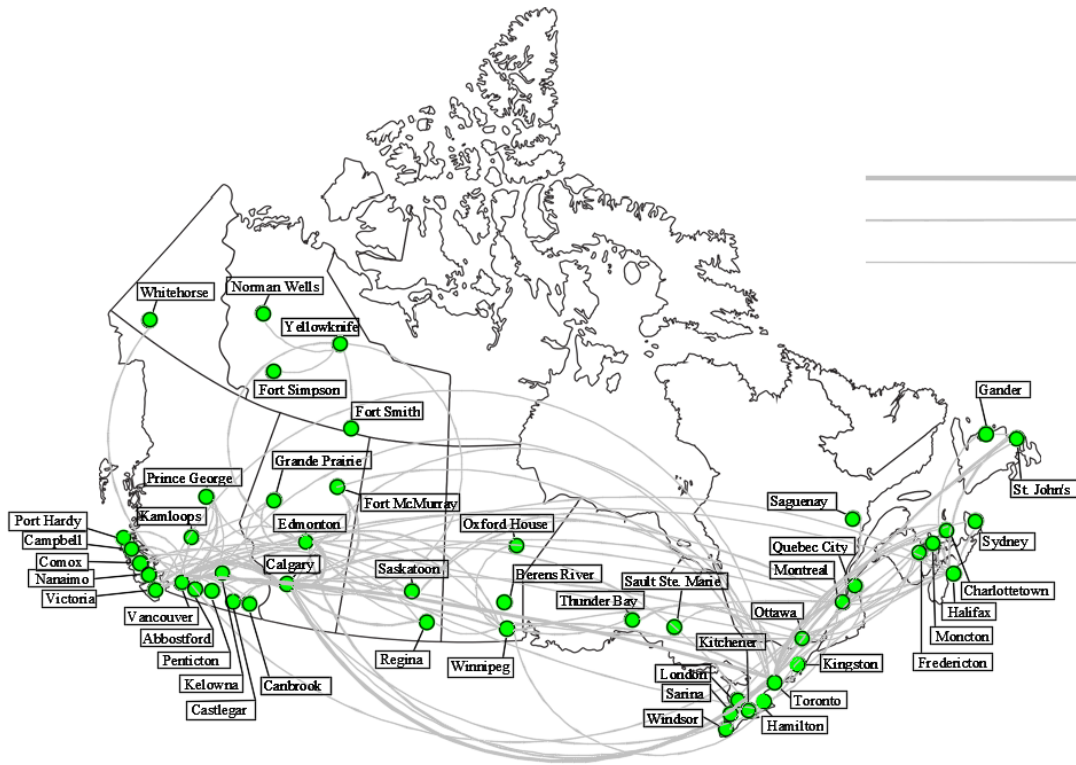 Whitehorse
Norman Wells
Yellowknife
Fort Simpson
Fort Smith
Gander
St. John's
Grande Prairie
Prince George
Fort McMurray
Saguenay
Port Hardy
Kamloops
Edmonton
Oxford House
Sydney
Campbell
Comox
Calgary
Saskatoon
Quebec City
Nanaimo
Berens River
Sault Ste. Marie
Montreal
Victoria
Thunder Bay
Charlottetown
Vancouver
Ottawa
Halifax
Abbostford
Kitchener
Moncton
Penticton
Regina
Winnipeg
Kingston
Fredericton
Kelowna
Canbrook
London
Castlegar
Sarina
Toronto
Windsor
Hamilton